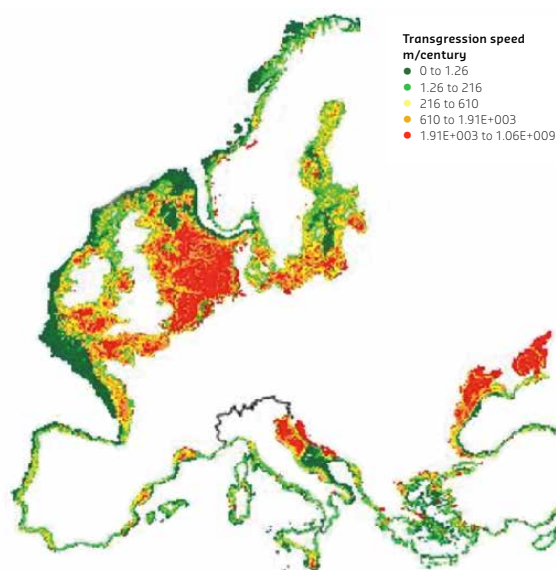 Transgression speed
m/century
0 to 1.26
1.26 to 216
216 to 610
610 to 1.91E+003
1.91E+003 to 1.06E+009